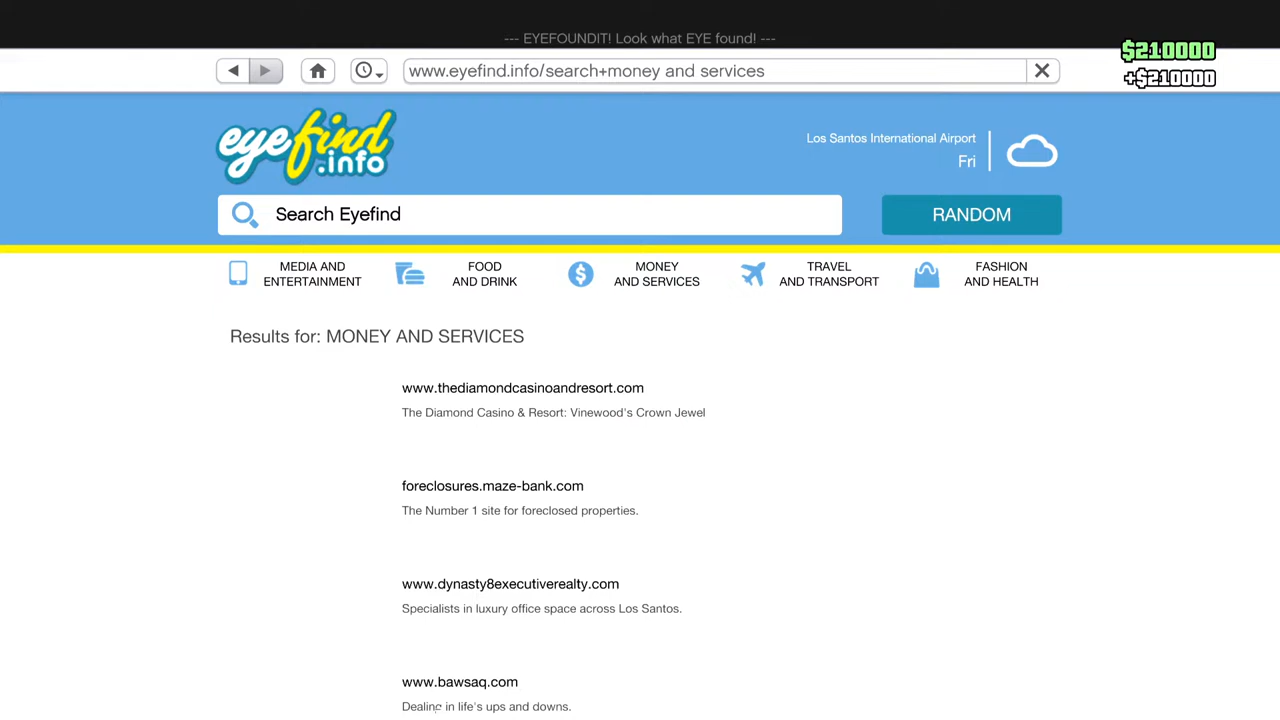 --- EYEFOUNDIT! Look what EYE found! ---
$210000
+$210000
www.eyefind.info/search+money and services
eyefind
.info
Los Santos International Airport
Fri
Search Eyefind
RANDOM
MEDIA AND
ENTERTAINMENT
FOOD
AND DRINK
MONEY
AND SERVICES
TRAVEL
AND TRANSPORT
FASHION
AND HEALTH
Results for: MONEY AND SERVICES
www.thediamondcasinoandresort.com
The Diamond Casino & Resort: Vinewood's Crown Jewel
foreclosures.maze-bank.com
The Number 1 site for foreclosed properties.
www.dynasty8executiverealty.com
Specialists in luxury office space across Los Santos.
www.bawsaq.com
Dealing in life's ups and downs.